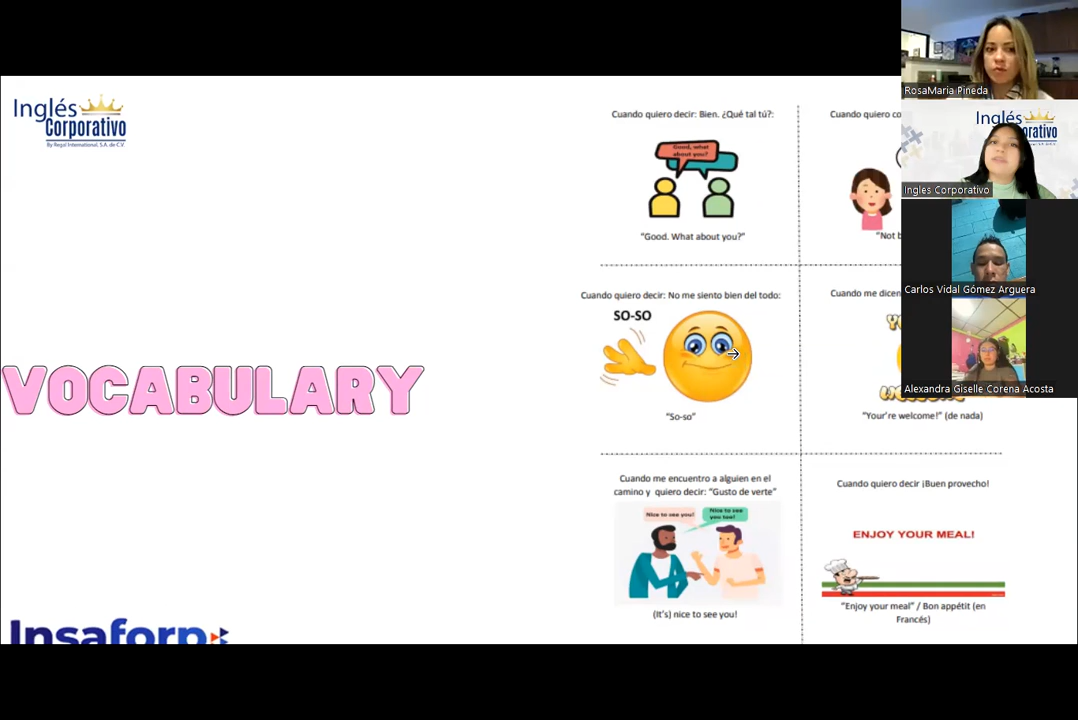 Inglés
Corporativo
By Regal International, S.A. de C.V.
Cuando quiero decir: Bien. ¿Qué tal tú?:
Good, what
about you?
"Good. What about you?"
Cuando quiero co
"Not b
Cuando quiero decir: No me siento bien del todo:
SO-SO
"So-so"
Cuando me dicen
"Your're welcome!" (de nada)
VOCABULARY
Cuando me encuentro a alguien en el
camino y quiero decir: "Gusto de verte"
Nice to see you!
Nice to see
you too!
(It's) nice to see you!
Cuando quiero decir ¡Buen provecho!
ENJOY YOUR MEAL!
"Enjoy your meal" / Bon appétit (en
Francés)
Insaforp
RosaMaria Pineda
Inglés
orativo
Ingles Corporativo
Carlos Vidal Gómez Arguera
Alexandra Giselle Corena Acosta